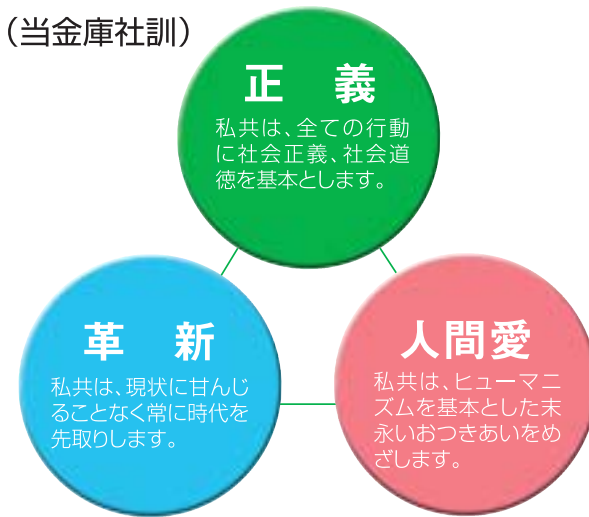 (当金庫社訓)
正 義
私共は、全ての行動
に社会正義、社会道
徳を基本とします。
革 新
私共は、現状に甘んじ
ることなく常に時代を
先取りします。
人間愛
私共は、ヒューマニ
ズムを基本とした末
永いおつきあいをめ
ざします。